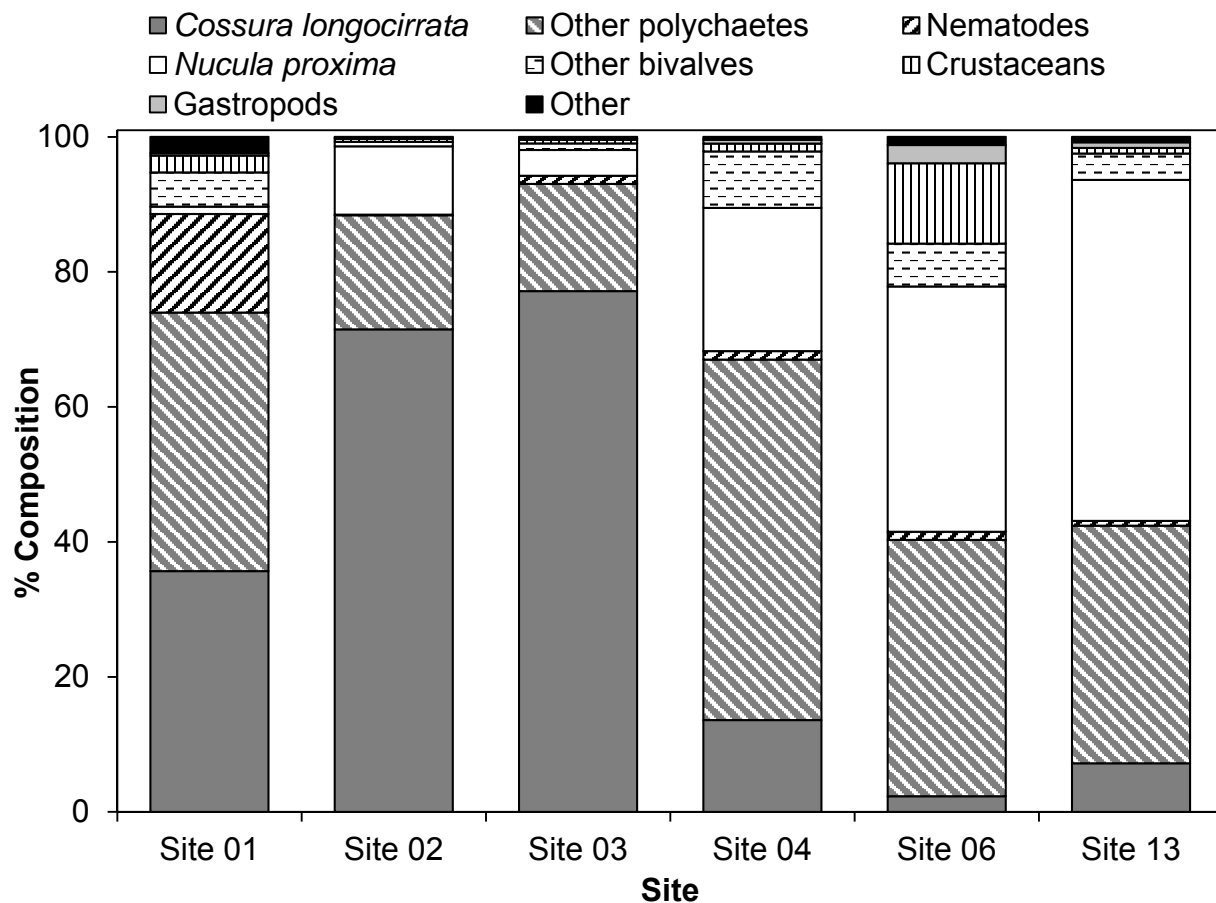 Cossura longocirrata Other polychaetes Nematodes
Nucula proxima Other bivalves Crustaceans
Gastropods Other
100
80
60
40
20
0
% Composition
Site 01 Site 02 Site 03 Site 04 Site 06 Site 13
Site